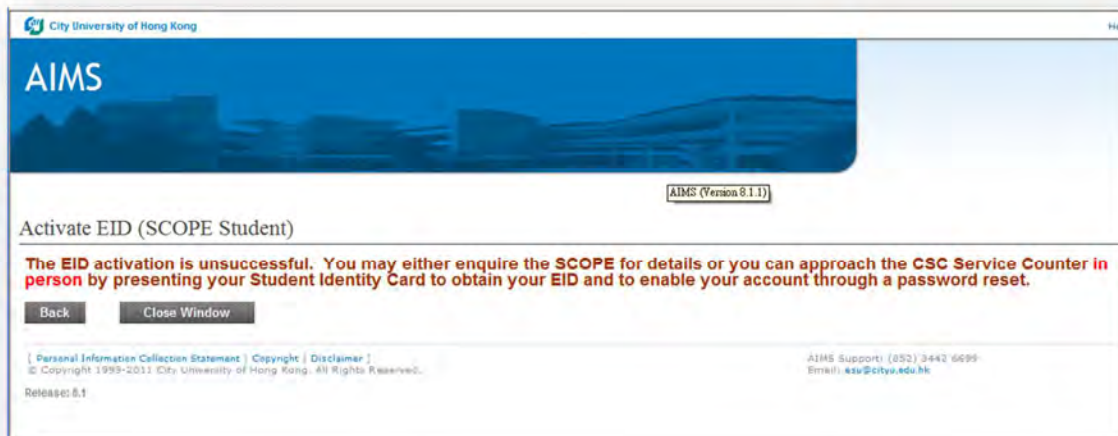 City University of Hong Kong
AIMS
AIMS (Version 8.1.1)
Activate EID (SCOPE Student)
The EID activation is unsuccessful. You may either enquire the SCOPE for details or you can approach the CSC Service Counter in
person by presenting your Student Identity Card to obtain your EID and to enable your account through a password reset.
Back Close Window
[ Personal Information Collection Statement | Copyright | Disclaimer ]
© Copyright 1999-2011 City University of Hong Kong. All Rights Reserved.
AIMS Support: (852) 3442 6699
Email: esu@cityu.edu.hk
Release: 8.1